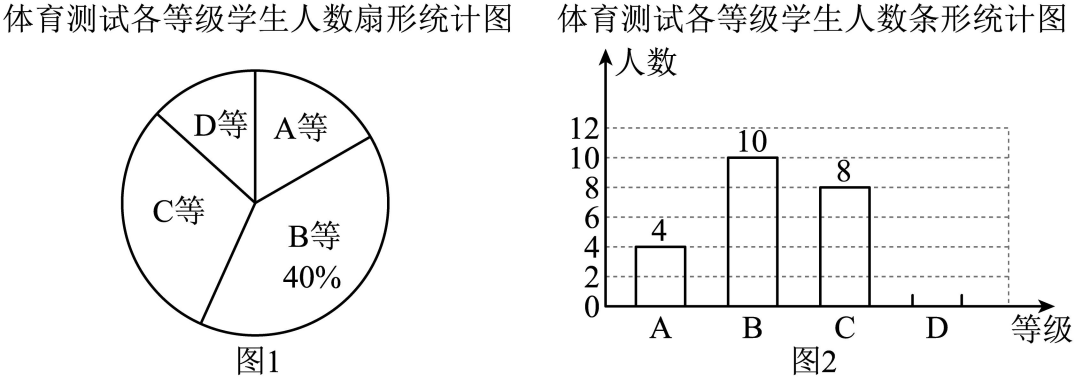 体育测试各等级学生人数扇形统计图
D等
A等
C等
B等
40%
图1
体育测试各等级学生人数条形统计图
人数
12
10
8
6
4
2
0
4
10
8
A
B
C
D
等级
图2